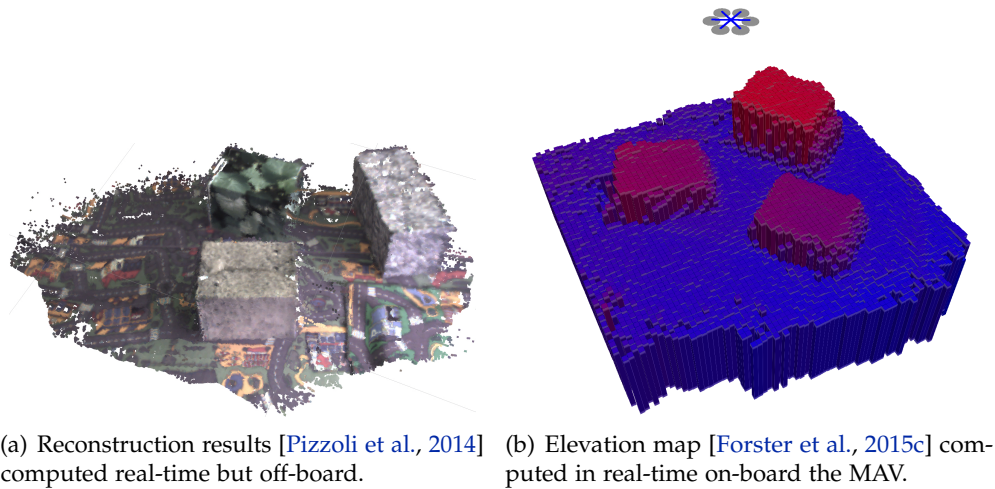 (a) Reconstruction results [Pizzoli et al., 2014]
computed real-time but off-board.
(b) Elevation map [Forster et al., 2015c] com-
puted in real-time on-board the MAV.